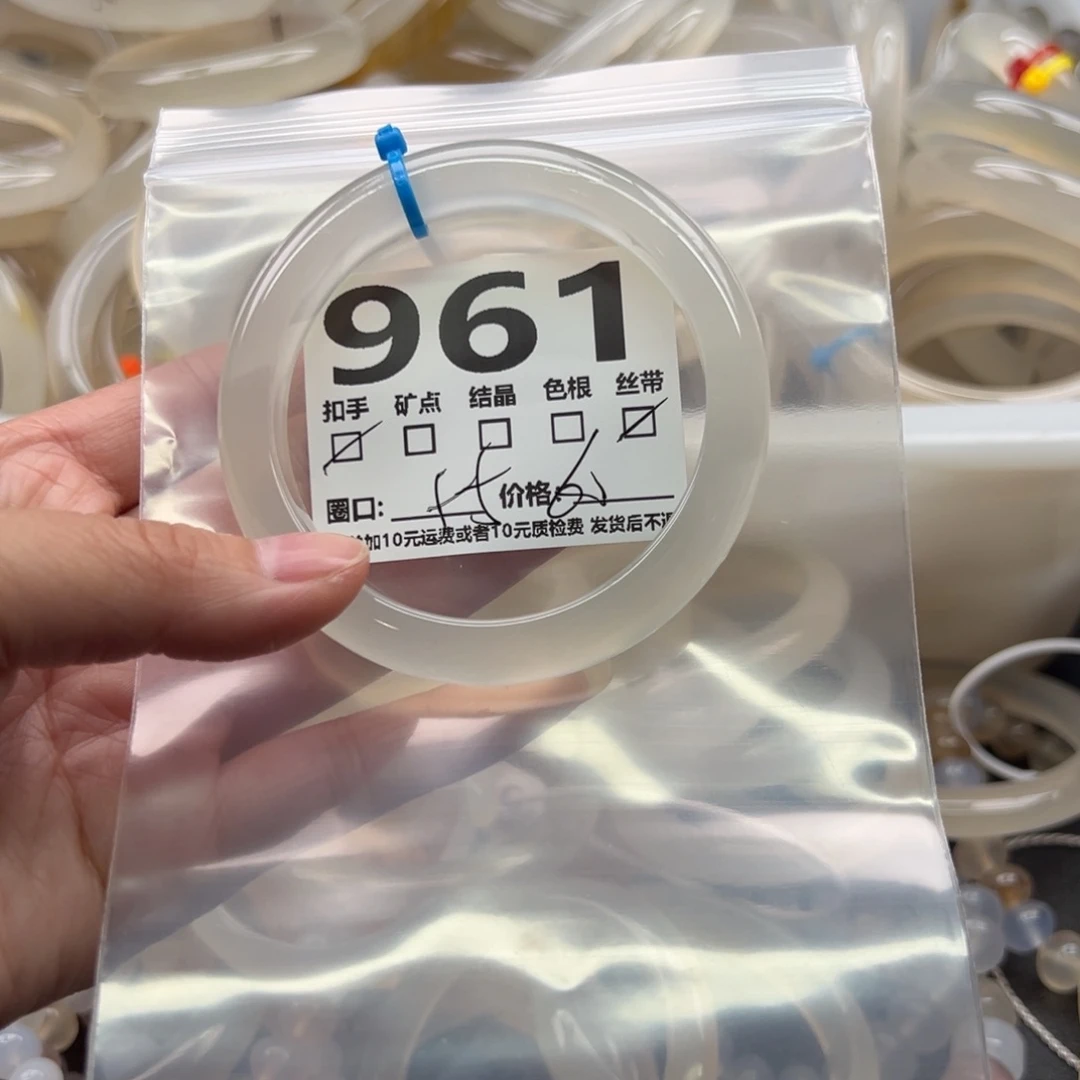 961
扣手 矿点 结晶 色根 丝带
圈口: 价格:
加10元运费或者10元质检费 发货后不退